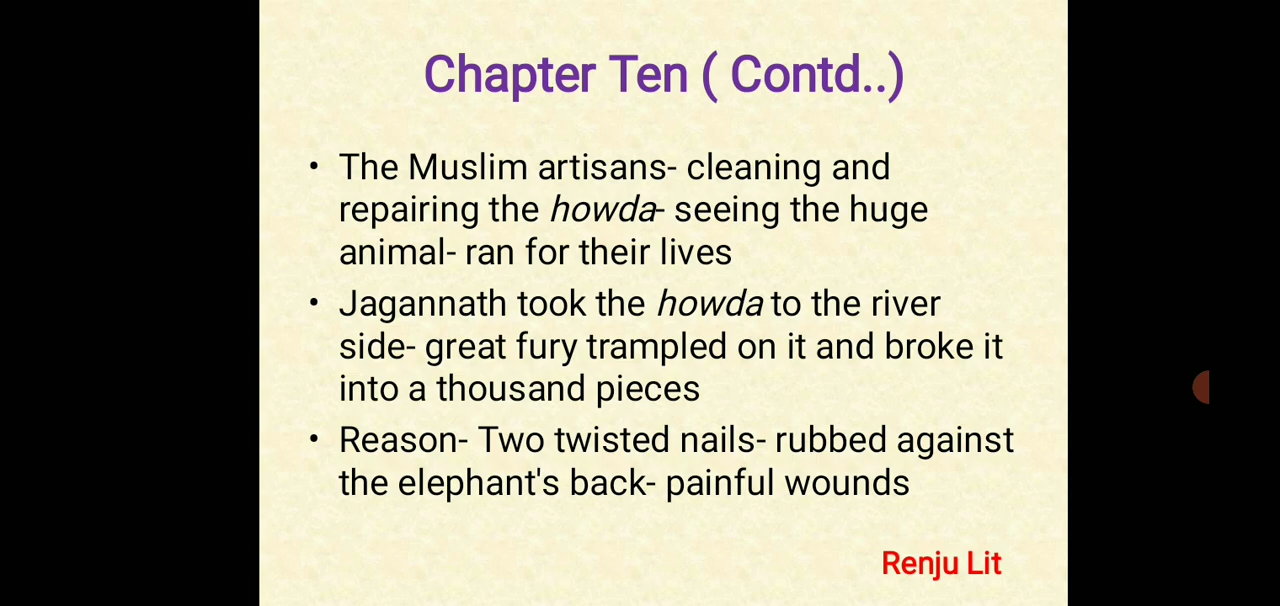 Chapter Ten ( Contd..)
• The Muslim artisans- cleaning and
repairing the howda- seeing the huge
animal- ran for their lives
• Jagannath took the howda to the river
side- great fury trampled on it and broke it
into a thousand pieces
• Reason- Two twisted nails- rubbed against
the elephant's back- painful wounds
Renju Lit